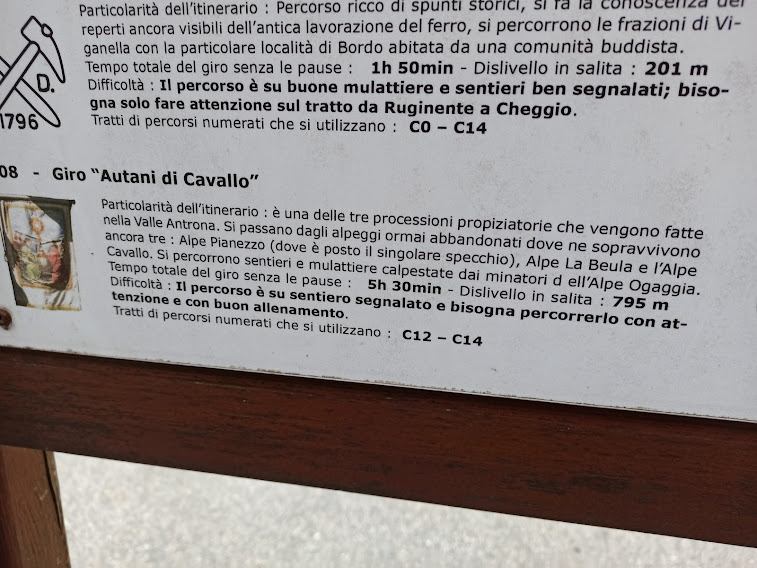 Particolarità dell'itinerario : Percorso ricco di spunti storici, si fa la conoscenza dei
reperti ancora visibili dell'antica lavorazione del ferro, si percorrono le frazioni di Vi-
ganella con la particolare località di Bordo abitata da una comunità buddista.
Tempo totale del giro senza le pause : 1h 50min - Dislivello in salita : 201 m
Difficoltà : Il percorso è su buone mulattiere e sentieri ben segnalati; biso-
gna solo fare attenzione sul tratto da Ruginente a Cheggio.
Tratti di percorsi numerati che si utilizzano : C0 – C14
D.
1796
08 - Giro “Autani di Cavallo”
Particolarità dell'itinerario : è una delle tre processioni propiziatorie che vengono fatte
nella Valle Antrona. Si passano dagli alpeggi ormai abbandonati dove ne sopravvivono
ancora tre : Alpe Pianezzo (dove è posto il singolare specchio), Alpe La Beula e l'Alpe
Cavallo. Si percorrono sentieri e mulattiere calpestate dai minatori d ell'Alpe Ogaggia.
Tempo totale del giro senza le pause : 5h 30min - Dislivello in salita : 795 m
Difficoltà : Il percorso è su sentiero segnalato e bisogna percorrerlo con at-
tenzione e con buon allenamento.
Tratti di percorsi numerati che si utilizzano : C12 – C14